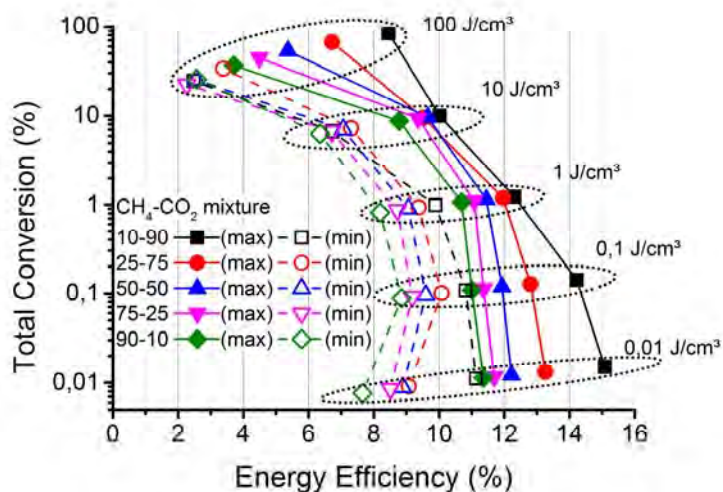 100 J/cm³
10 J/cm³
1 J/cm³
0,1 J/cm³
0,01 J/cm³
Total Conversion (%)
100
10
1
0,1
0,01
CH₄-CO₂ mixture
10-90 (max) (min)
25-75 (max) (min)
50-50 (max) (min)
75-25 (max) (min)
90-10 (max) (min)
0 2 4 6 8 10 12 14 16
Energy Efficiency (%)